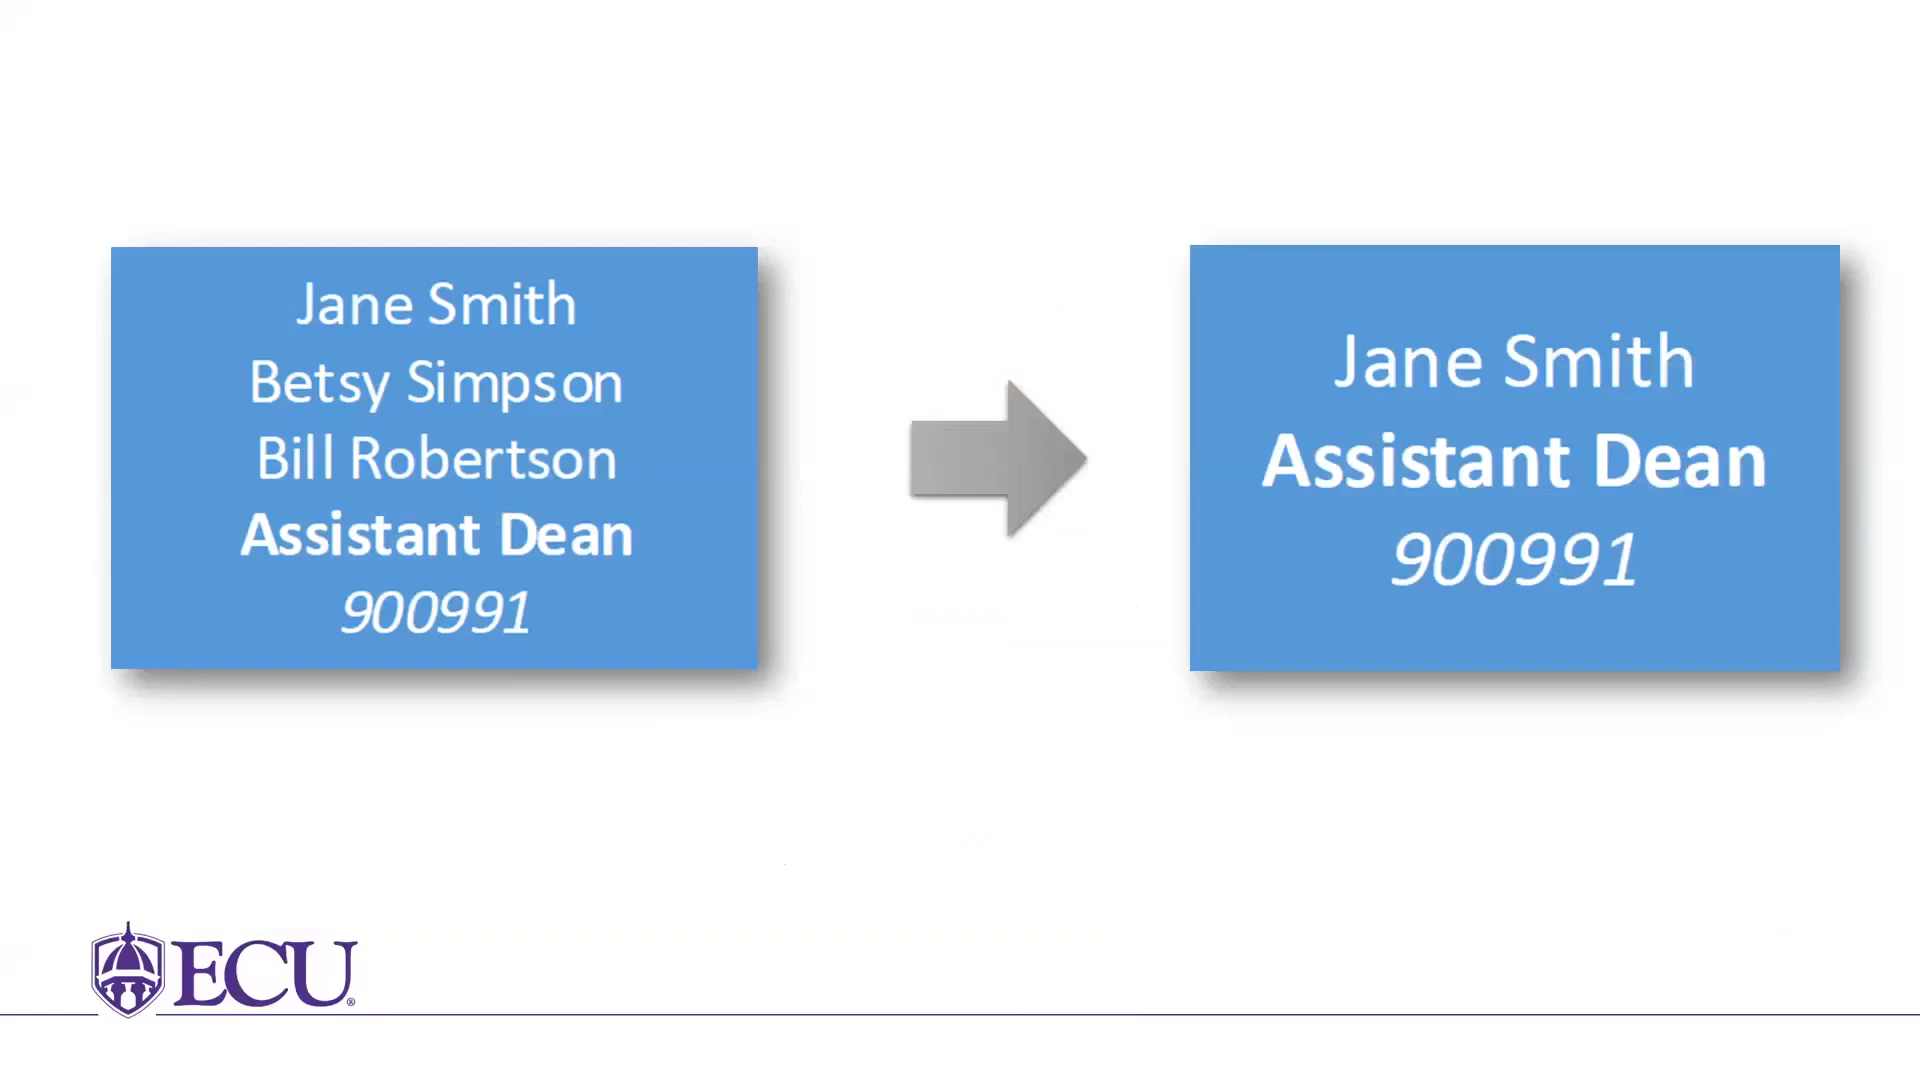 Jane Smith
Betsy Simpson
Bill Robertson
Assistant Dean
900991
Jane Smith
Assistant Dean
900991
ECU®